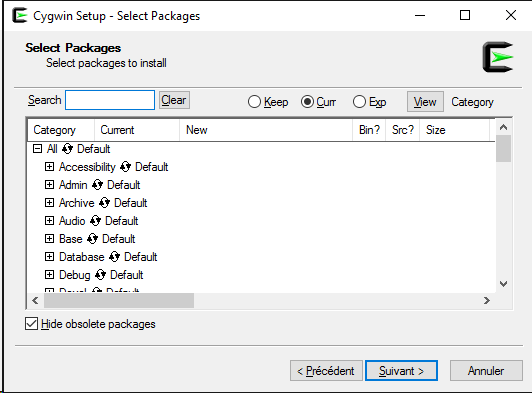 Cygwin Setup - Select Packages
Select Packages
Select packages to install
Search Clear Keep Curr Exp View Category
Category Current New Bin? Src? Size
All Default
Accessibility Default
Admin Default
Archive Default
Audio Default
Base Default
Database Default
Debug Default
Devel Default
Hide obsolete packages
< Précédent Suivant > Annuler